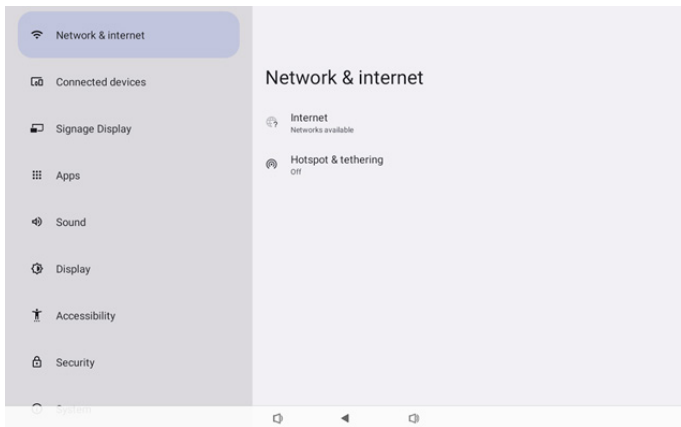 Network & internet
Connected devices
Signage Display
Apps
Sound
Display
Accessibility
Security
System
Network & internet
Internet
Networks available
Hotspot & tethering
Off